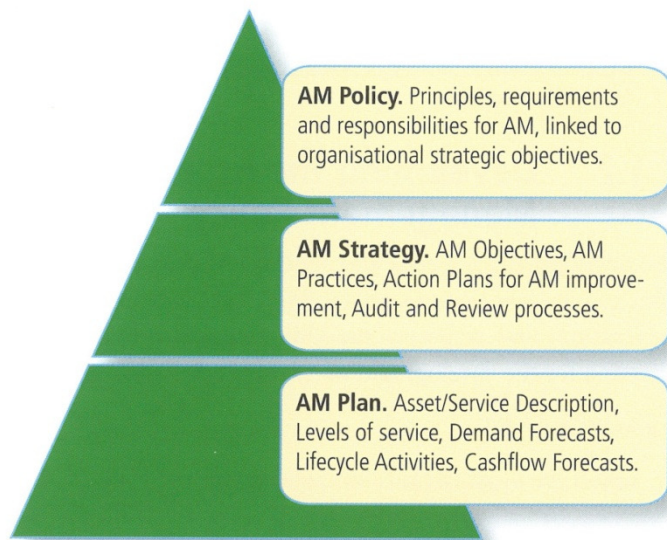 AM Policy. Principles, requirements
and responsibilities for AM, linked to
organisational strategic objectives.
AM Strategy. AM Objectives, AM
Practices, Action Plans for AM improve-
ment, Audit and Review processes.
AM Plan. Asset/Service Description,
Levels of service, Demand Forecasts,
Lifecycle Activities, Cashflow Forecasts.